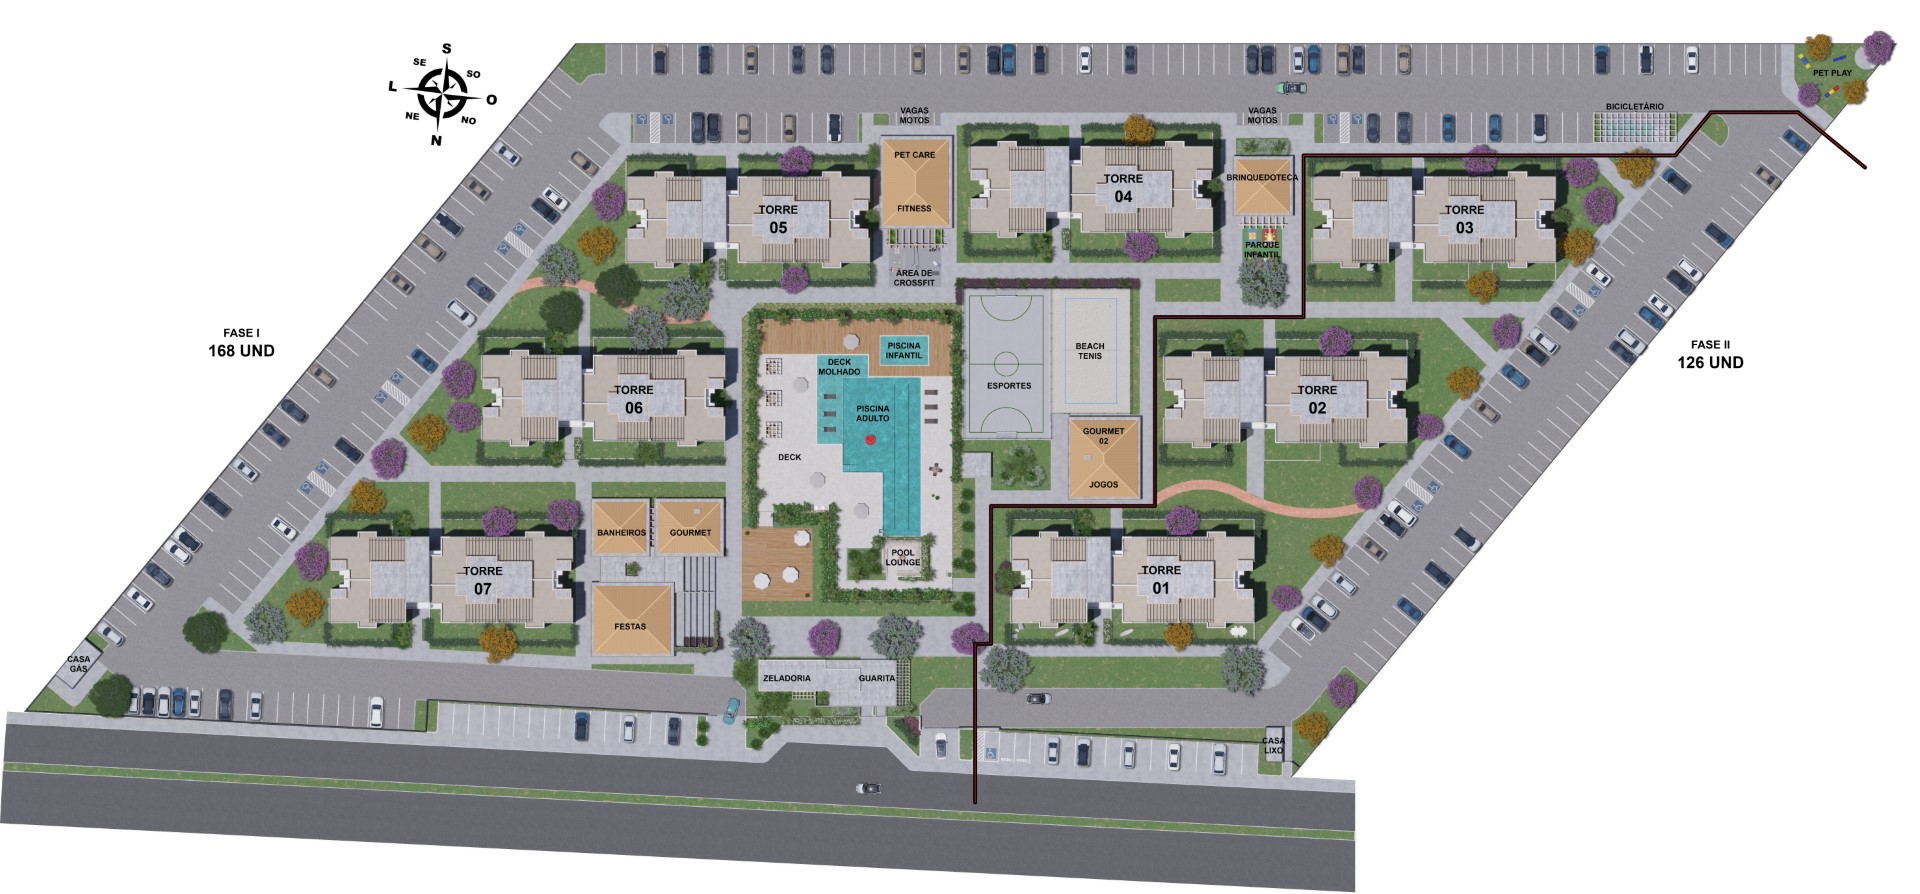 S
SE
SO
L
O
NE
NO
N
PET PLAY
VAGAS
MOTOS
VAGAS
MOTOS
BICICLETÁRIO
PET CARE
FITNESS
BRINQUEDOTECA
TORRE
04
TORRE
05
TORRE
03
PARQUE
INFANTIL
ÁREA DE
CROSSFIT
FASE I
168 UND
FASE II
126 UND
PISCINA
INFANTIL
DECK
MOLHADO
BEACH
TENIS
ESPORTES
TORRE
06
TORRE
02
PISCINA
ADULTO
DECK
GOURMET
02
JOGOS
BANHEIROS
GOURMET
POOL
LOUNGE
TORRE
07
TORRE
01
FESTAS
CASA
GÁS
ZELADORIA
GUARITA
CASA
LIXO